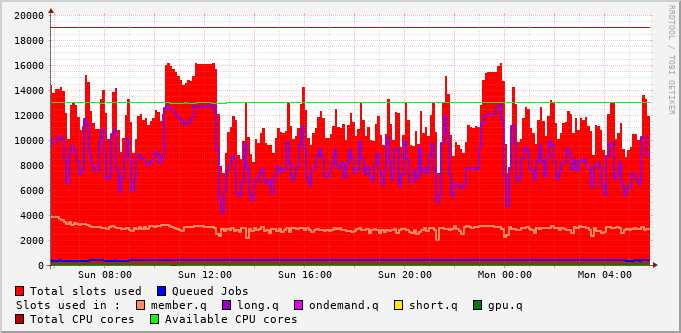 20000
18000
16000
14000
12000
10000
8000
6000
4000
2000
0
Sun 08:00 Sun 12:00 Sun 16:00 Sun 20:00 Mon 00:00 Mon 04:00
RRDTOOL / TOBI OETIKER
Total slots used Queued Jobs
Slots used in : member.q long.q ondemand.q short.q gpu.q
Total CPU cores Available CPU cores